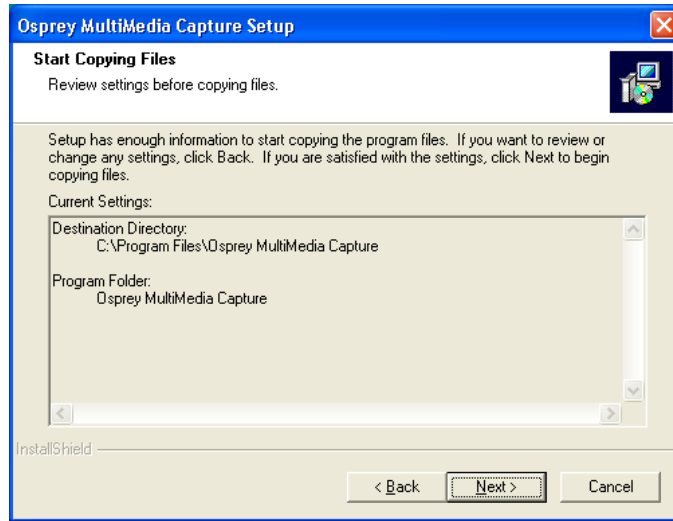 Osprey MultiMedia Capture Setup
Start Copying Files
Review settings before copying files.
Setup has enough information to start copying the program files. If you want to review or
change any settings, click Back. If you are satisfied with the settings, click Next to begin
copying files.
Current Settings:
Destination Directory:
C:\Program Files\Osprey MultiMedia Capture
Program Folder:
Osprey MultiMedia Capture
InstallShield
< Back
Next >
Cancel